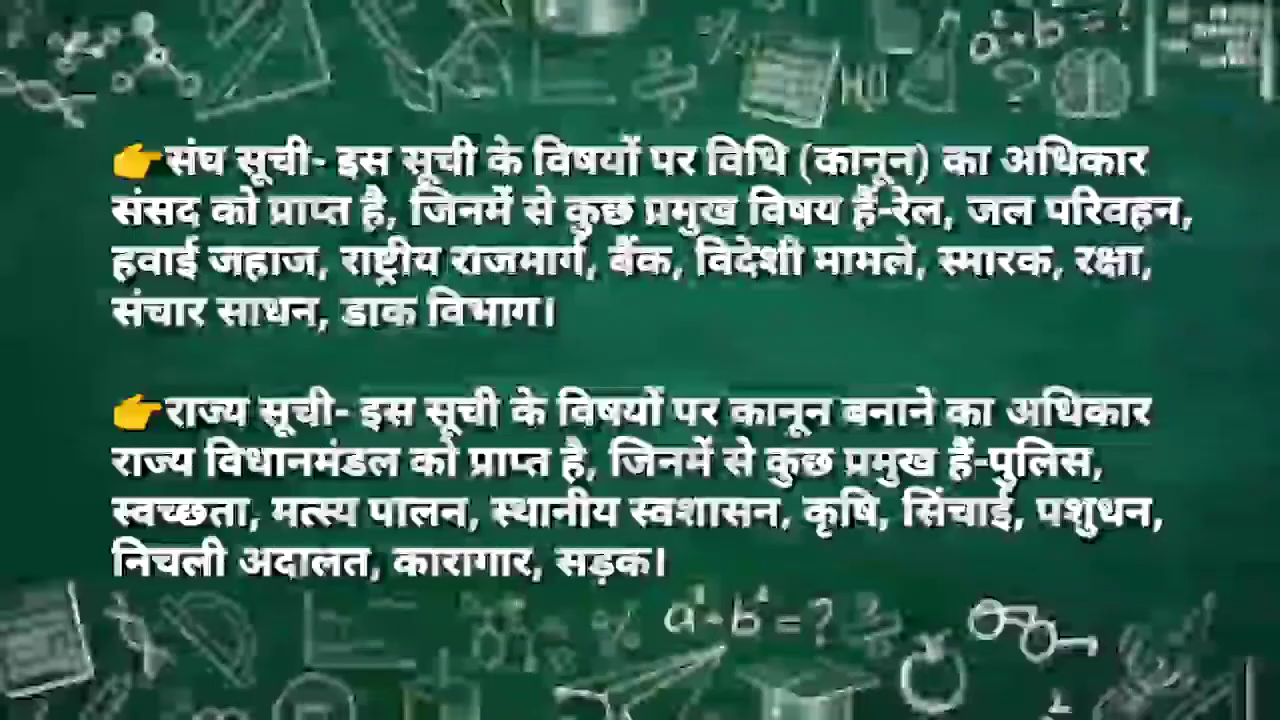 👉संघ सूची- इस सूची के विषयों पर विधि (कानून) का अधिकार
संसद को प्राप्त है, जिनमें से कुछ प्रमुख विषय हैं-रेल, जल परिवहन,
हवाई जहाज, राष्ट्रीय राजमार्ग, बैंक, विदेशी मामले, स्मारक, रक्षा,
संचार साधन, डाक विभाग।
👉राज्य सूची- इस सूची के विषयों पर कानून बनाने का अधिकार
राज्य विधानमंडल को प्राप्त है, जिनमें से कुछ प्रमुख हैं-पुलिस,
स्वच्छता, मत्स्य पालन, स्थानीय स्वशासन, कृषि, सिंचाई, पशुधन,
निचली अदालत, कारागार, सड़क।
a²-b²=?